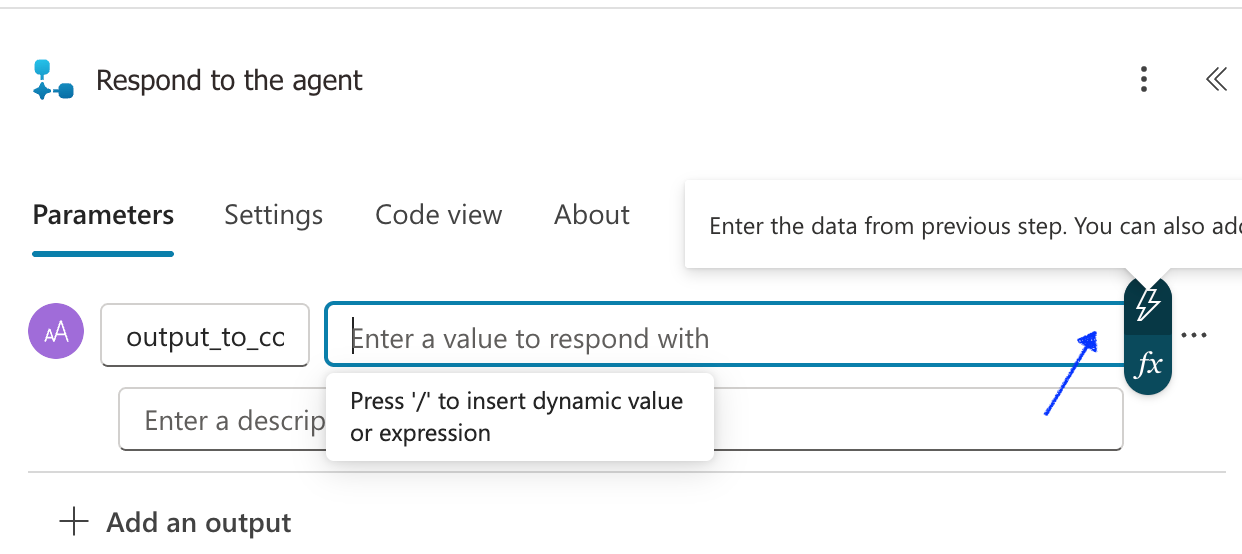 Respond to the agent
Parameters Settings Code view About
Enter the data from previous step. You can also
AA output_to_cc Enter a value to respond with
fx
Press '/' to insert dynamic value
or expression
Enter a descrip
Add an output